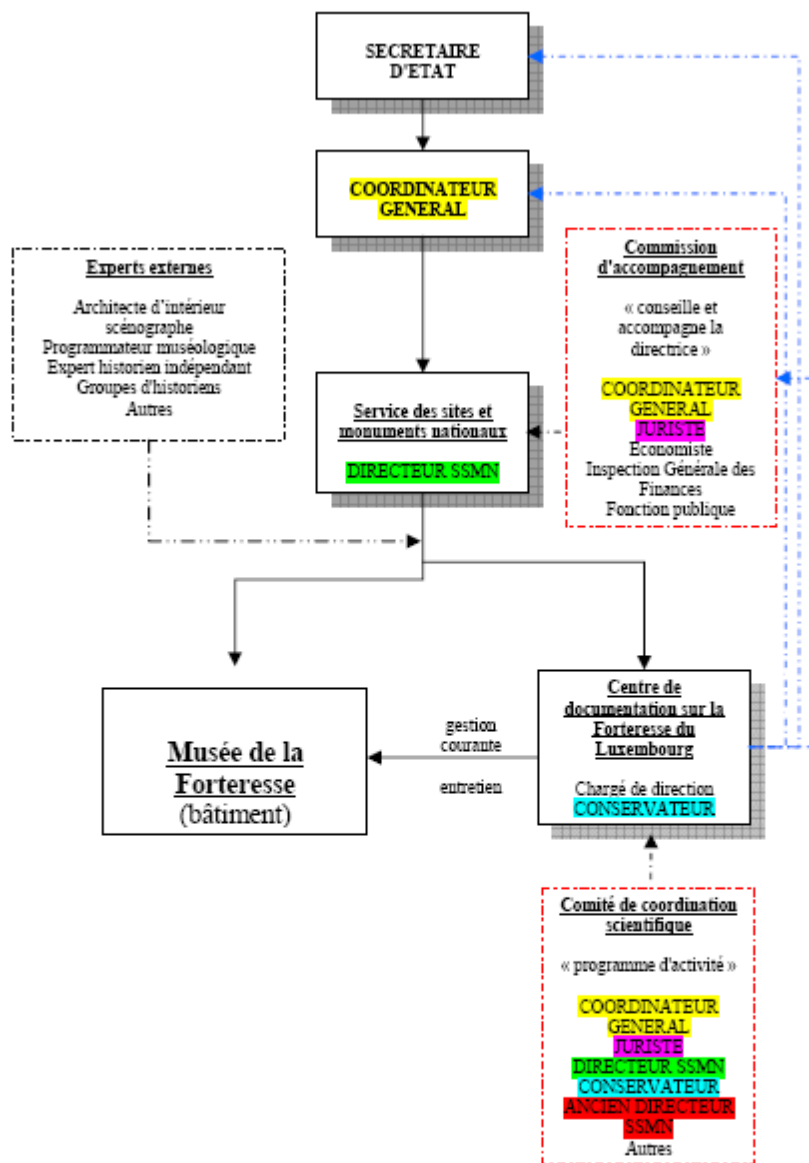 SECRETAIRE
D'ETAT
COORDINATEUR
GENERAL
Experts externes
Architecte d'intérieur
scénographe
Programmateur muséologique
Expert historien indépendant
Groupes d'historiens
Autres
Commission
d'accompagnement
« conseille et
accompagne la
directrice »
COORDINATEUR
GENERAL
JURISTE
Economiste
Inspection Générale des
Finances
Fonction publique
Service des sites et
monuments nationaux
DIRECTEUR SSMN
Musée de la
Forteresse
(bâtiment)
gestion
courante
entretien
Centre de
documentation sur la
Forteresse du
Luxembourg
Chargé de direction
CONSERVATEUR
Comité de coordination
scientifique
« programme d'activité »
COORDINATEUR
GENERAL
JURISTE
DIRECTEUR SSMN
CONSERVATEUR
ANCIEN DIRECTEUR
SSMN
Autres